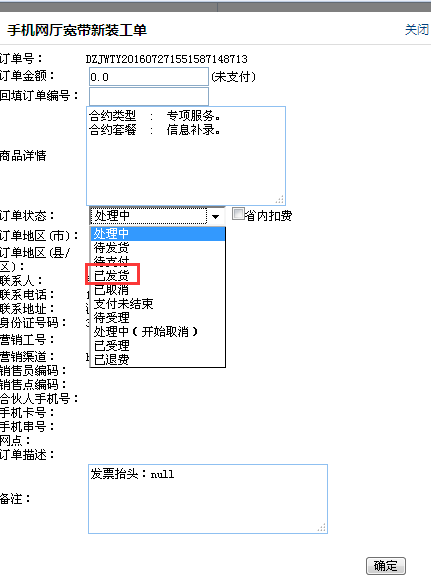 手机网厅宽带新装工单 关闭
订单号： DZJWTY201607271551587148713
订单金额： 0.0 (未支付)
回填订单编号：
合约类型 ： 专项服务。
合约套餐 ： 信息补录。
商品详情
订单状态： 处理中 省内扣费
处理中
订单地区(市)：
待发货
订单地区(县/
待支付
区)：
已发货
联系人：
已取消
联系电话： 1
支付未结束
联系地址：
待受理
身份证号码： 3
处理中（开始取消）
营销工号：
已受理
营销渠道：
已退费
销售员编码：
销售点编码：
合伙人手机号：
手机卡号：
手机串号：
网点：
订单描述：
发票抬头：null
备注：
确定